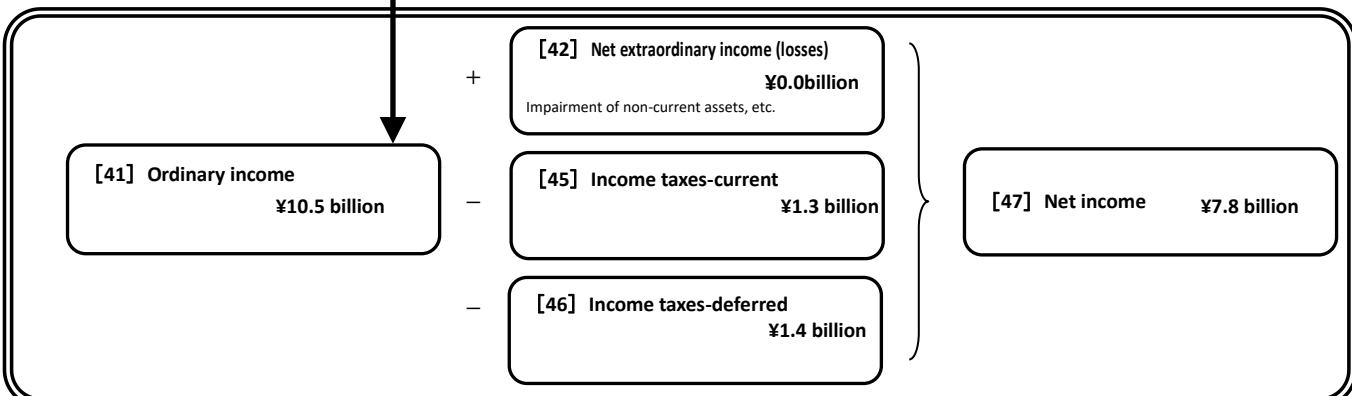 [41] Ordinary income
¥10.5 billion
+
[42] Net extraordinary income (losses)
¥0.0billion
Impairment of non-current assets, etc.
−
[45] Income taxes-current
¥1.3 billion
−
[46] Income taxes-deferred
¥1.4 billion
[47] Net income ¥7.8 billion